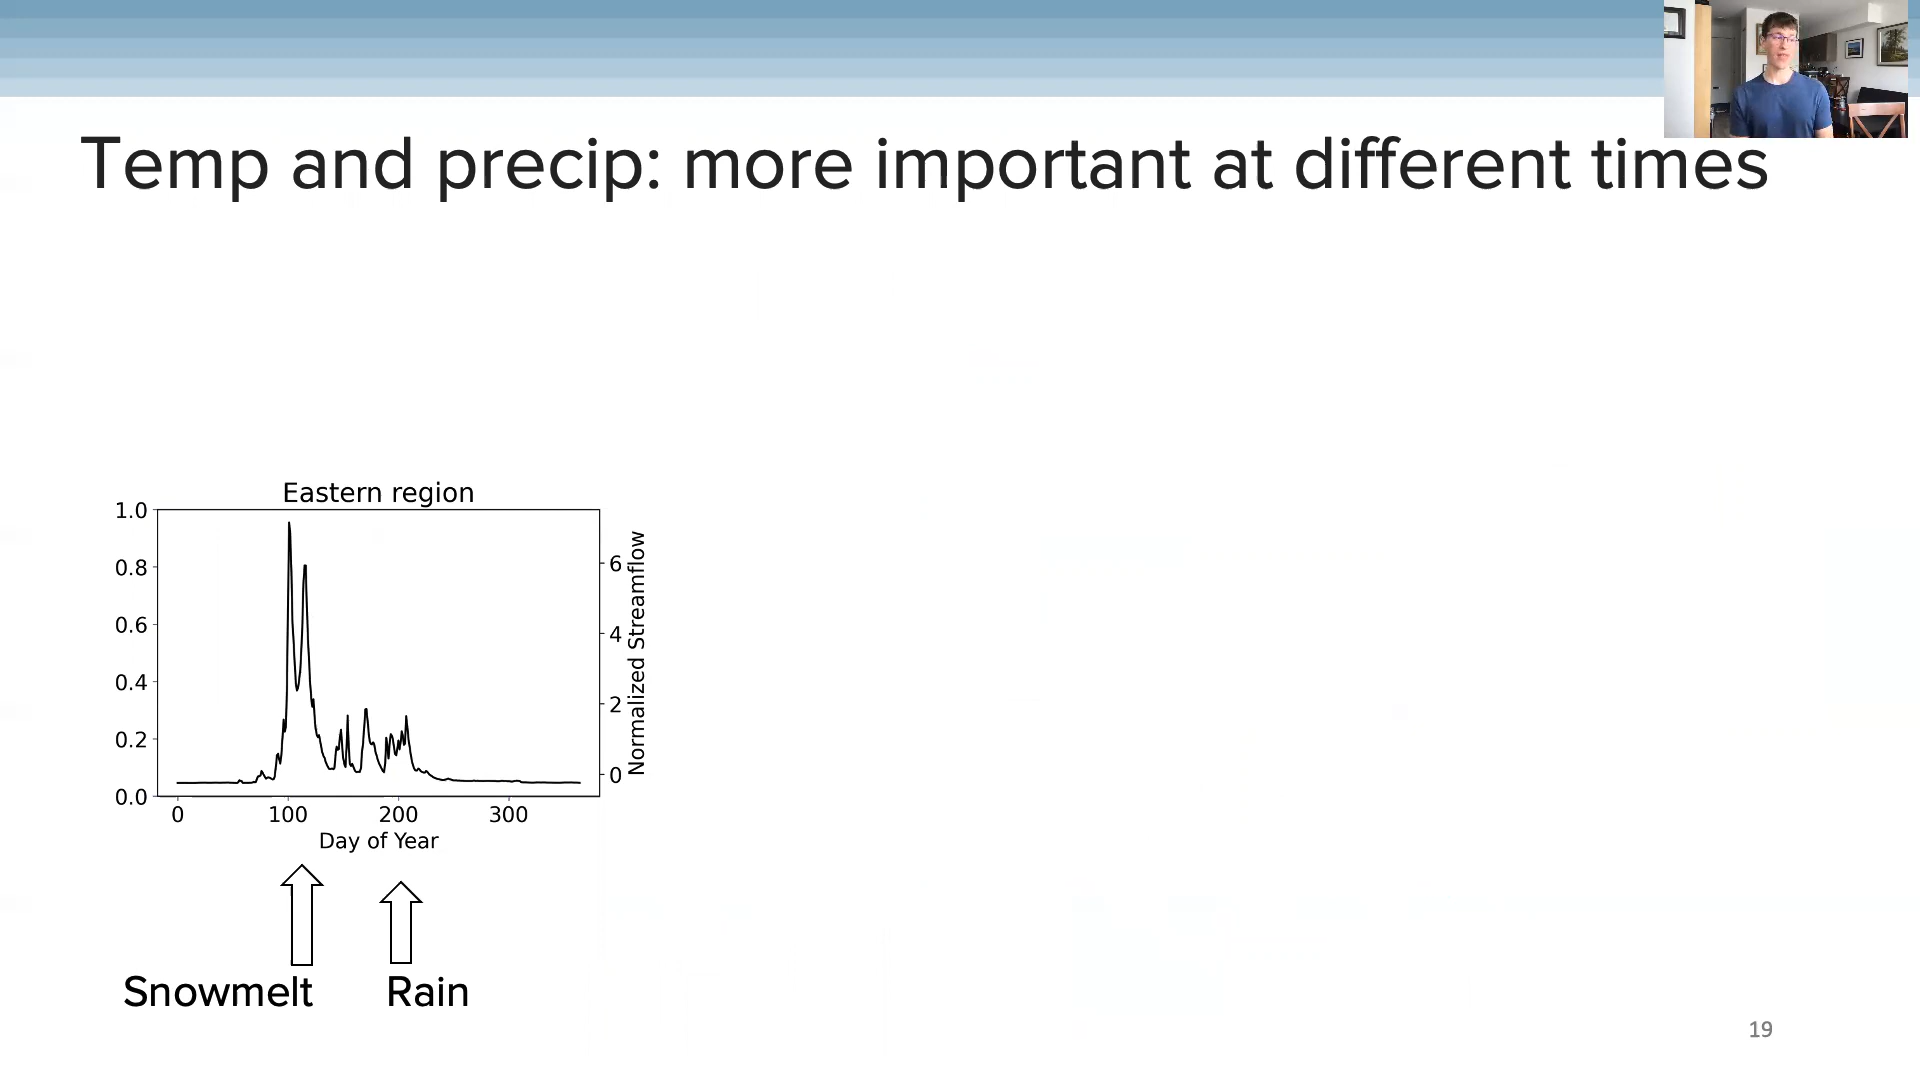 Temp and precip: more important at different times
Eastern region
1.0
0.8
0.6
0.4
0.2
0.0
6
4
2
0
Normalized Streamflow
0 100 200 300
Day of Year
Snowmelt Rain
19